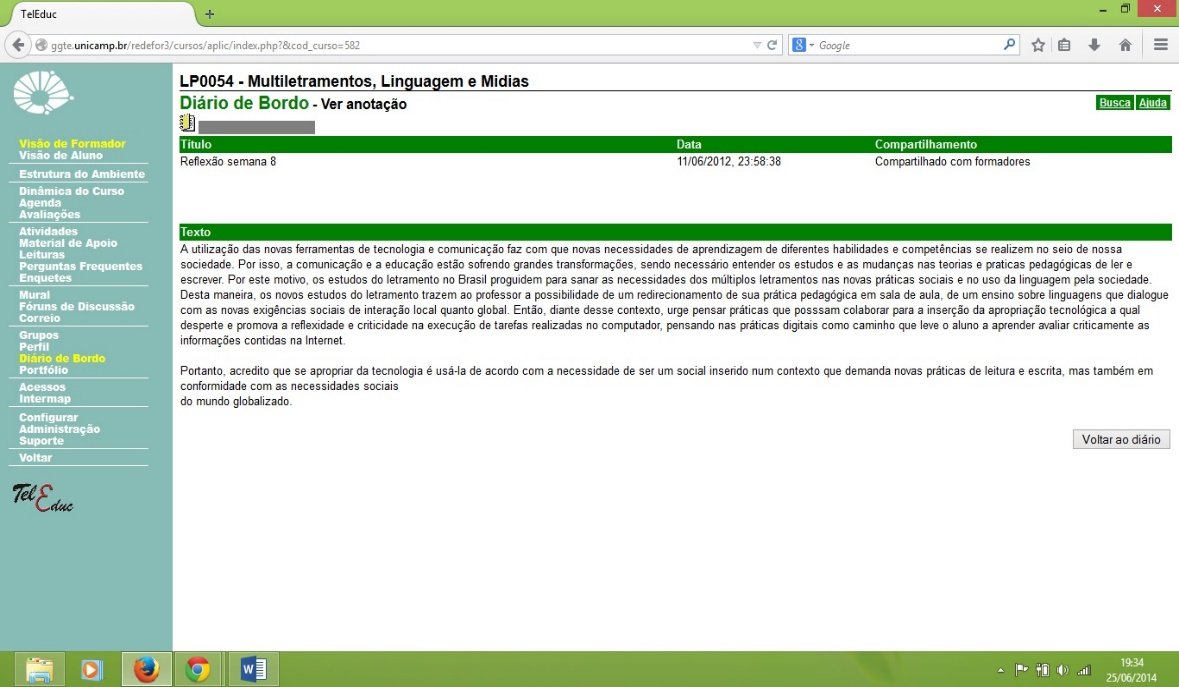 TelEduc
ggte.unicamp.br/redefor3/cursos/aplic/index.php?&cod_curso=582
Google
Visão de Formador
Visão de Aluno
Estrutura do Ambiente
Dinâmica do Curso
Agenda
Avaliações
Atividades
Material de Apoio
Leituras
Perguntas Frequentes
Enquetes
Mural
Fóruns de Discussão
Correio
Grupos
Perfil
Diário de Bordo
Portfólio
Acessos
Intermap
Configurar
Administração
Suporte
Voltar
TelEduc
LP0054 - Multiletramentos, Linguagem e Midias
Diário de Bordo - Ver anotação
Busca Ajuda
Título Data Compartilhamento
Reflexão semana 8 11/06/2012, 23:58:38 Compartilhado com formadores
Texto
A utilização das novas ferramentas de tecnologia e comunicação faz com que novas necessidades de aprendizagem de diferentes habilidades e competências se realizem no seio de nossa
sociedade. Por isso, a comunicação e a educação estão sofrendo grandes transformações, sendo necessário entender os estudos e as mudanças nas teorias e praticas pedagógicas de ler e
escrever. Por este motivo, os estudos do letramento no Brasil proguidem para sanar as necessidades dos múltiplos letramentos nas novas práticas sociais e no uso da linguagem pela sociedade.
Desta maneira, os novos estudos do letramento trazem ao professor a possibilidade de um redirecionamento de sua prática pedagógica em sala de aula, de um ensino sobre linguagens que dialogue
com as novas exigências sociais de interação local quanto global. Então, diante desse contexto, urge pensar práticas que posssam colaborar para a inserção da apropriação tecnológica a qual
desperte e promova a reflexidade e criticidade na execução de tarefas realizadas no computador, pensando nas práticas digitais como caminho que leve o aluno a aprender avaliar criticamente as
informações contidas na Internet.
Portanto, acredito que se apropriar da tecnologia é usá-la de acordo com a necessidade de ser um social inserido num contexto que demanda novas práticas de leitura e escrita, mas também em
conformidade com as necessidades sociais
do mundo globalizado.
Voltar ao diário
19:34
25/06/2014